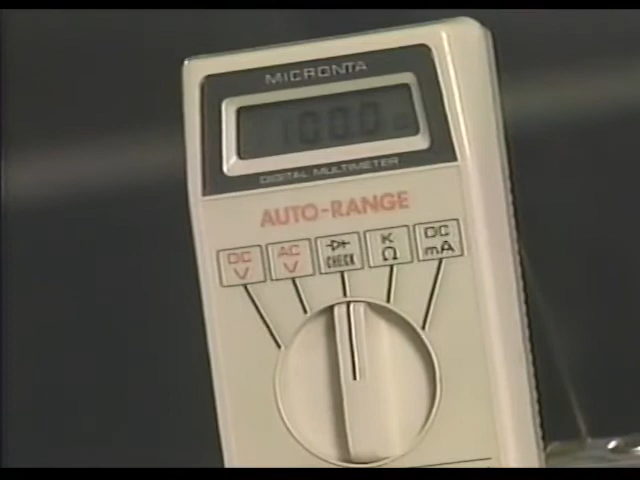 MICRONTA
100.0
DIGITAL MULTIMETER
AUTO-RANGE
DC V
AC V
CHECK
K Ω
DC mA